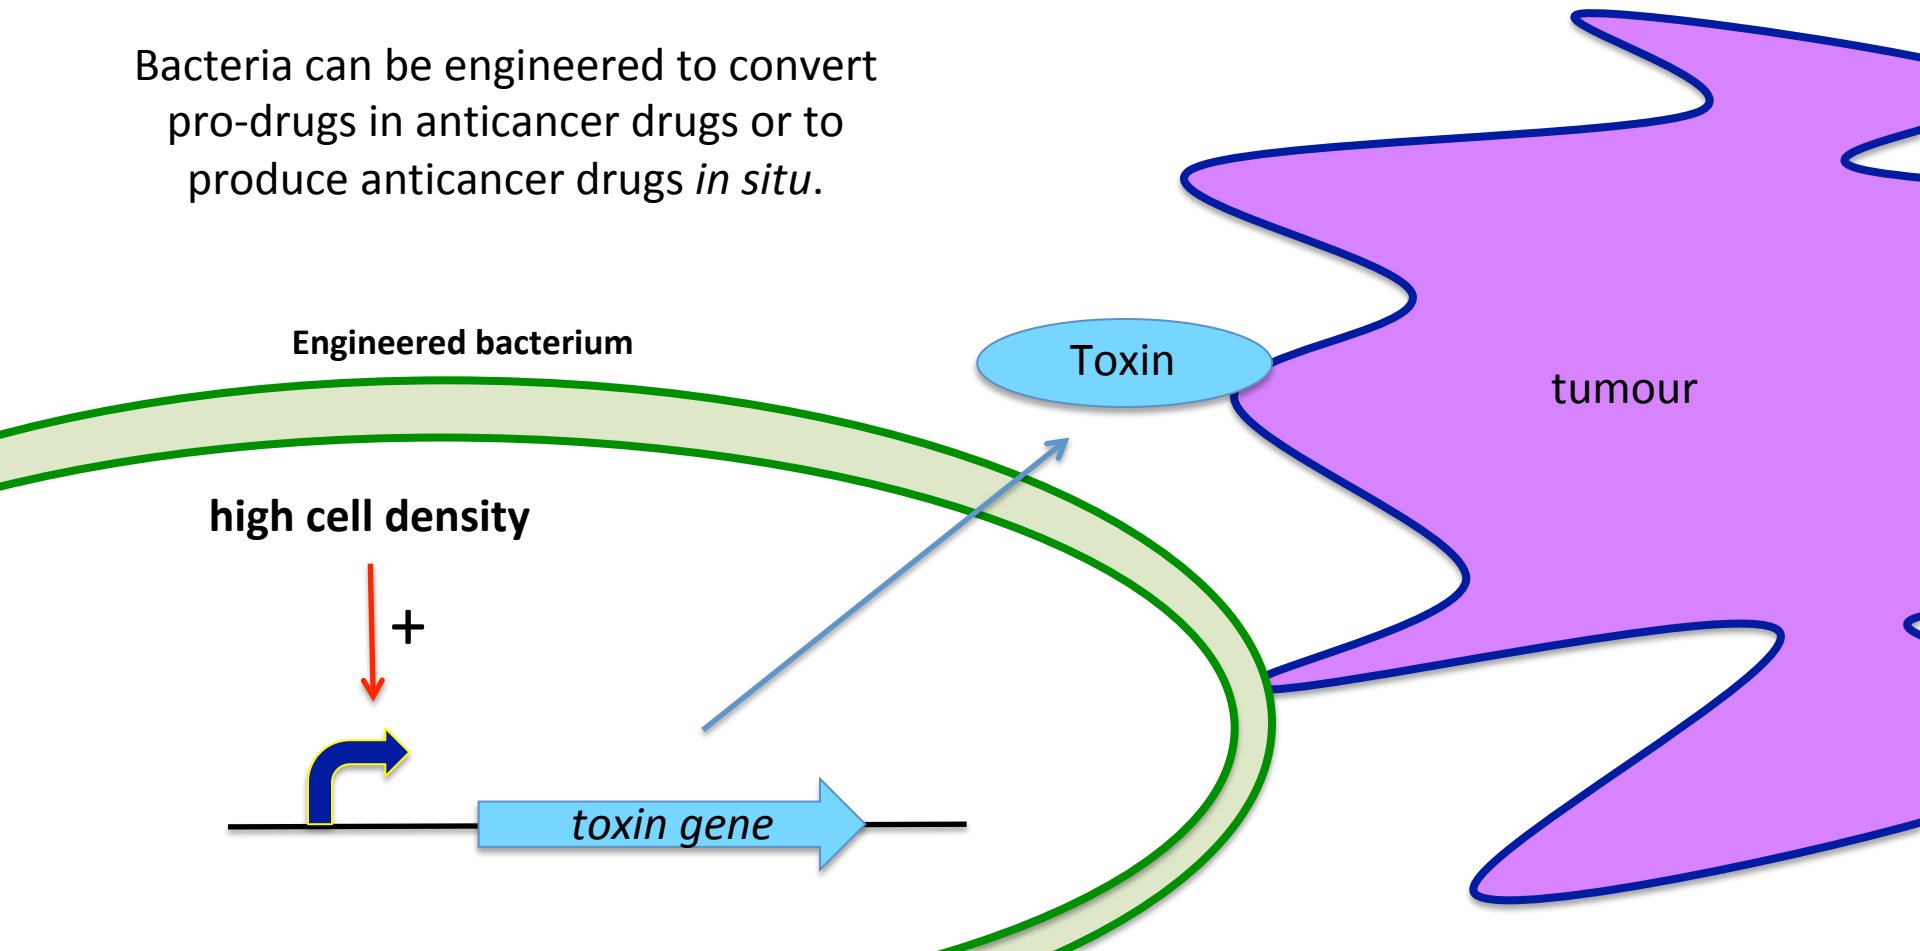 Bacteria can be engineered to convert
pro-drugs in anticancer drugs or to
produce anticancer drugs in situ.
Engineered bacterium
Toxin
tumour
high cell density
+
toxin gene